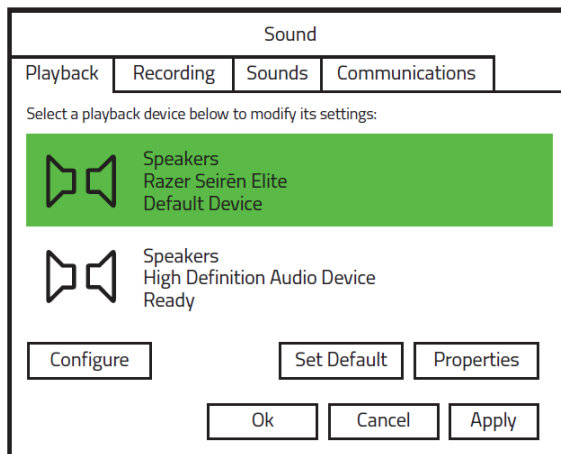 Sound
Playback Recording Sounds Communications
Select a playback device below to modify its settings:
Speakers
Razer Seirēn Elite
Default Device
Speakers
High Definition Audio Device
Ready
Configure Set Default Properties
Ok Cancel Apply